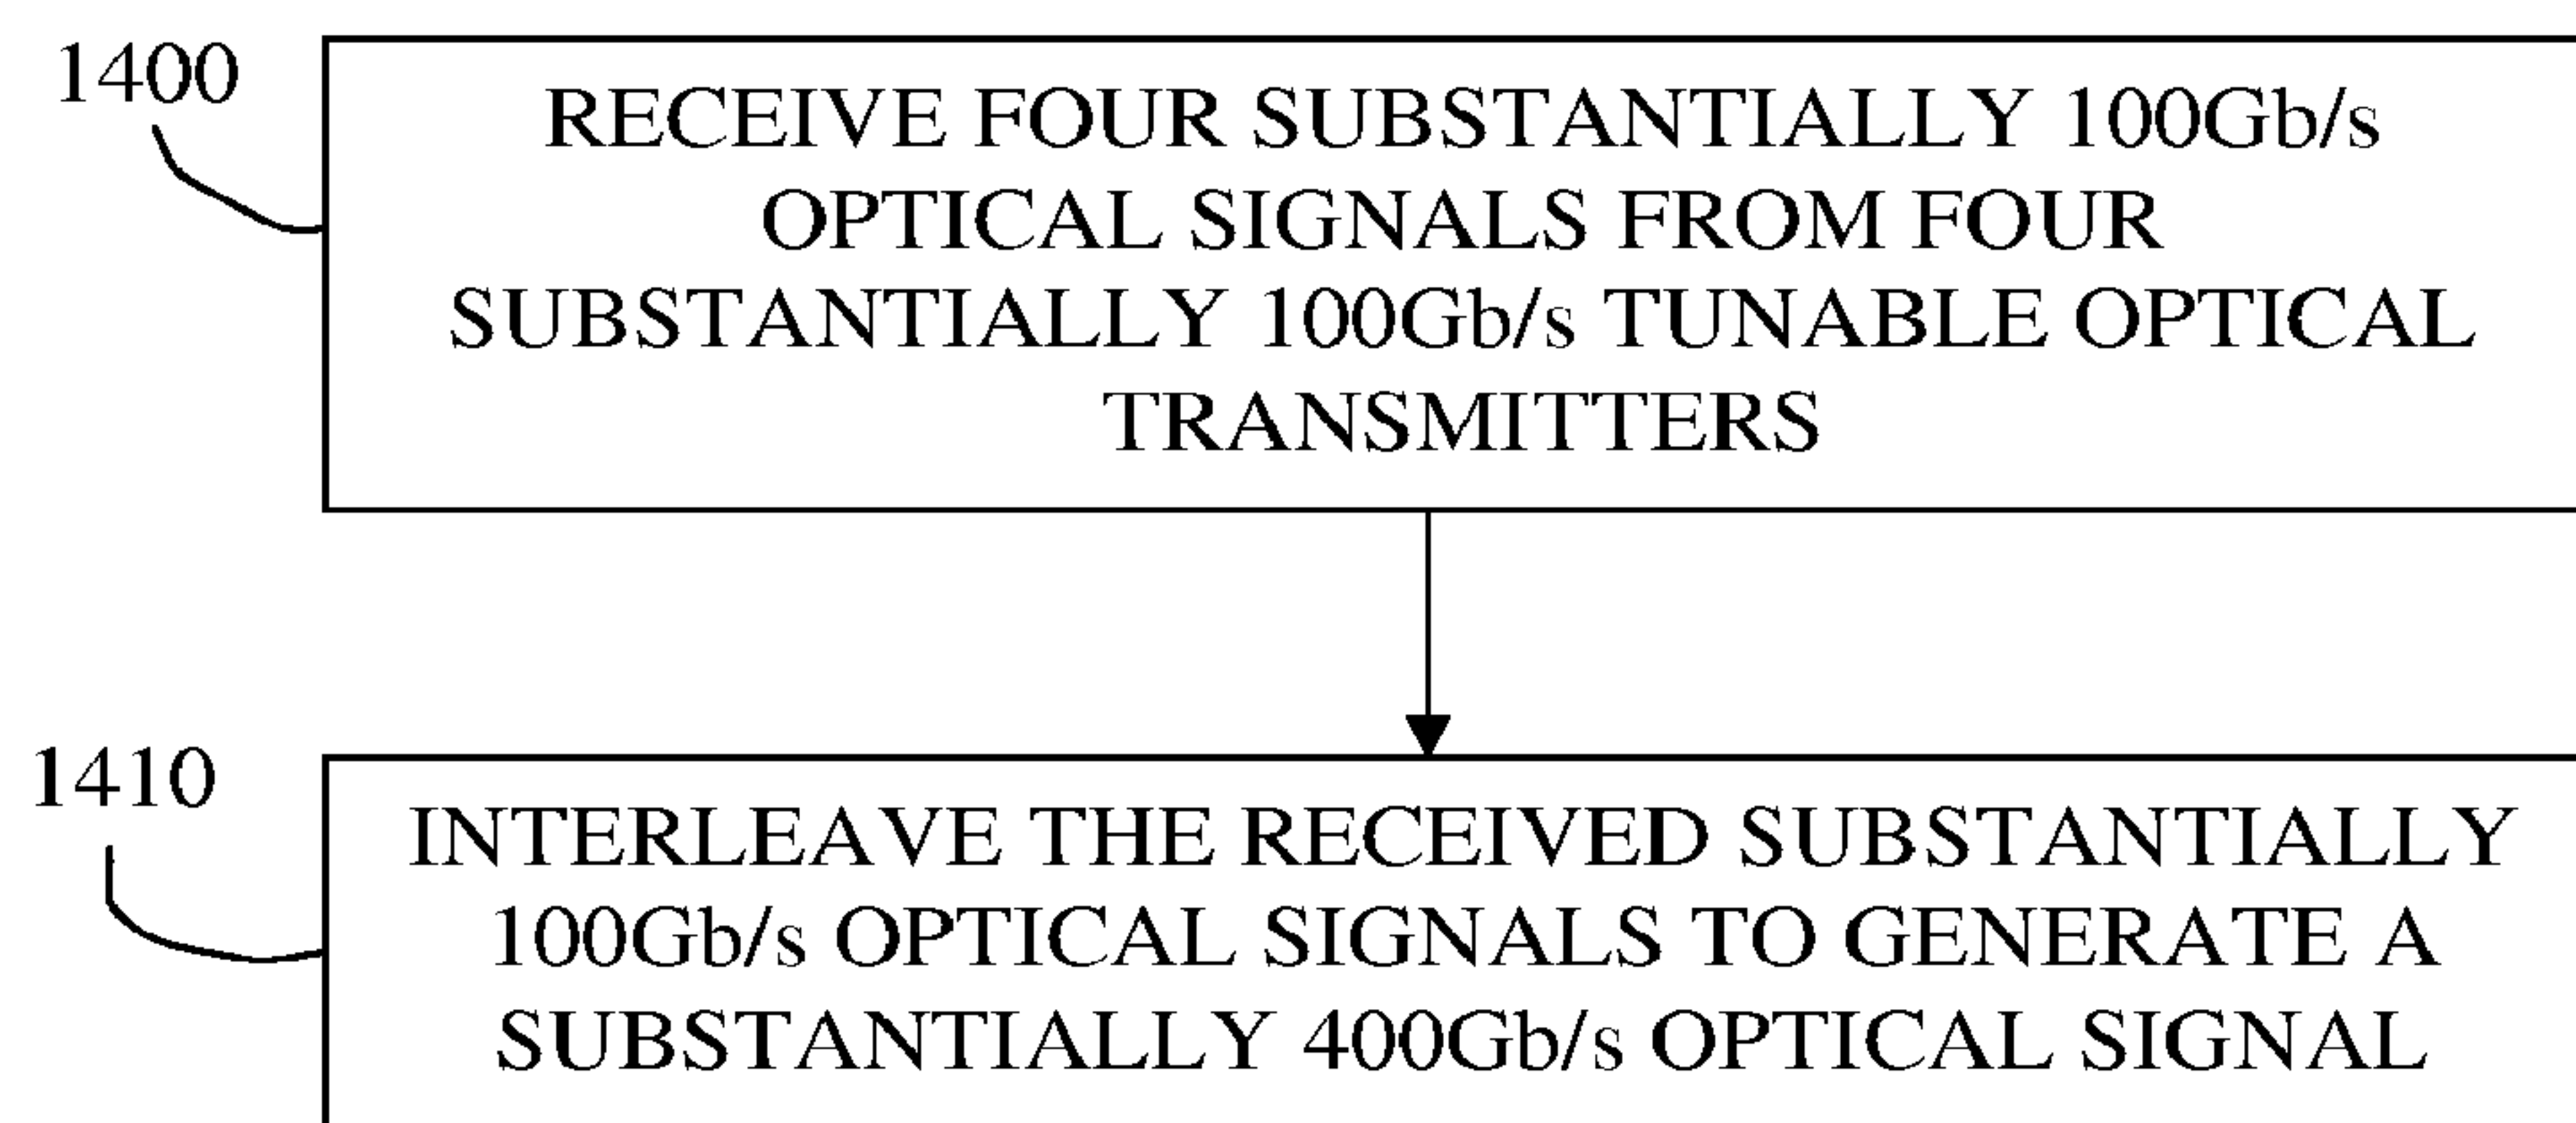 1400
RECEIVE FOUR SUBSTANTIALLY 100Gb/s
OPTICAL SIGNALS FROM FOUR
SUBSTANTIALLY 100Gb/s TUNABLE OPTICAL
TRANSMITTERS
1410
INTERLEAVE THE RECEIVED SUBSTANTIALLY
100Gb/s OPTICAL SIGNALS TO GENERATE A
SUBSTANTIALLY 400Gb/s OPTICAL SIGNAL